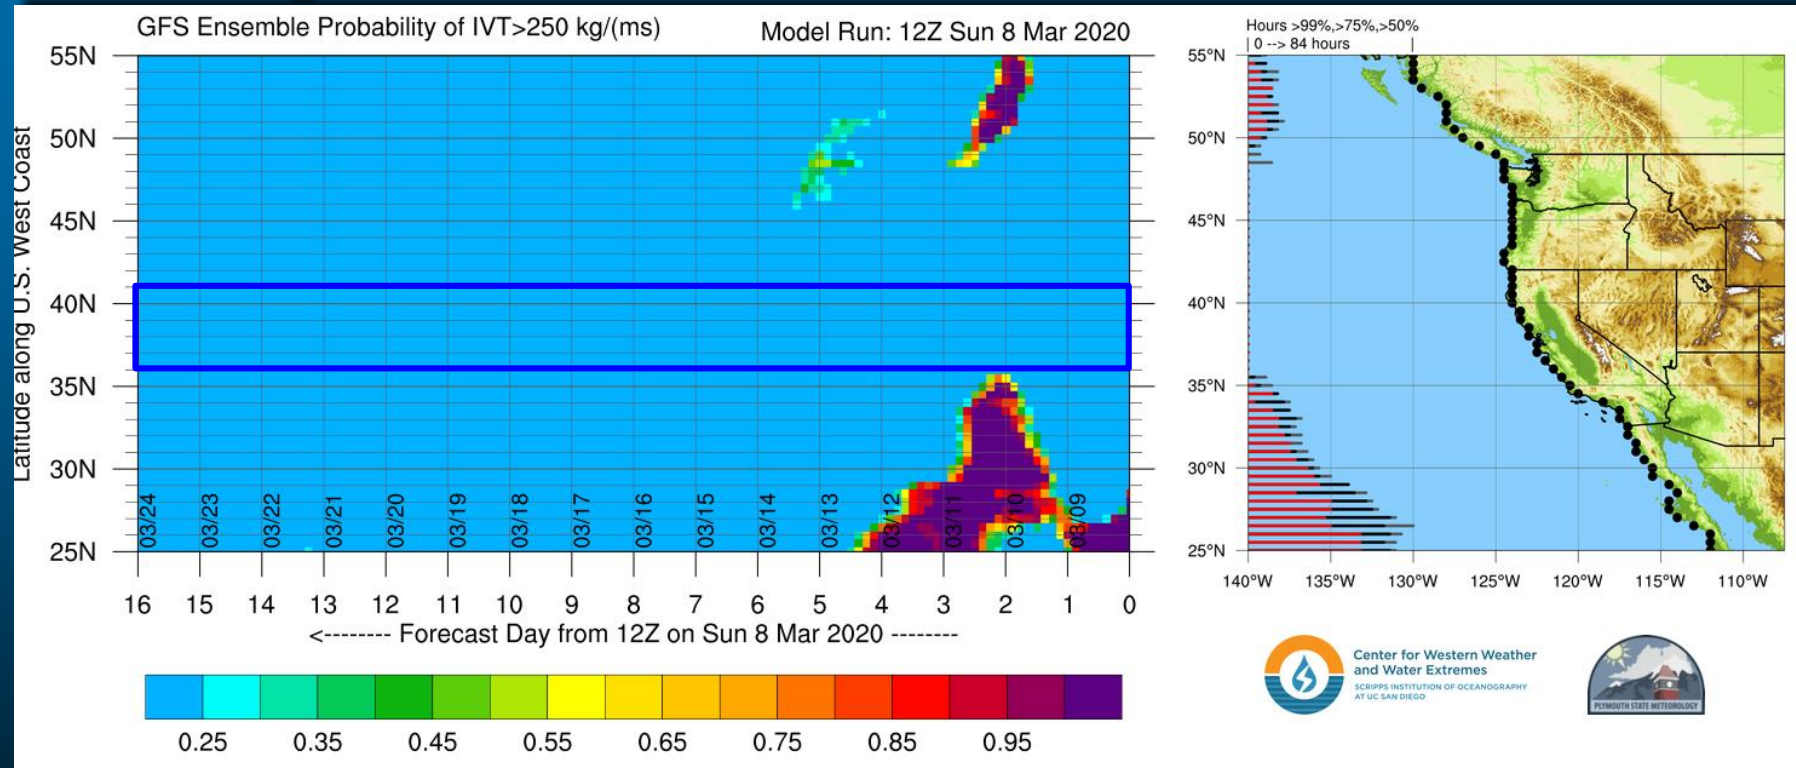 GFS Ensemble Probability of IVT>250 kg/(ms)
Model Run: 12Z Sun 8 Mar 2020
Latitude along U.S. West Coast
55N
50N
45N
40N
35N
30N
25N
03/24
03/23
03/22
03/21
03/20
03/19
03/18
03/17
03/16
03/15
03/14
03/13
03/12
03/11
03/10
03/09
16 15 14 13 12 11 10 9 8 7 6 5 4 3 2 1 0
<-------- Forecast Day from 12Z on Sun 8 Mar 2020 --------
0.25 0.35 0.45 0.55 0.65 0.75 0.85 0.95
Hours >99%,>75%,>50%
| 0 --> 84 hours |
55°N
50°N
45°N
40°N
35°N
30°N
25°N
140°W 135°W 130°W 125°W 120°W 115°W 110°W
Center for Western Weather
and Water Extremes
SCRIPPS INSTITUTION OF OCEANOGRAPHY
AT UC SAN DIEGO
PLYMOUTH STATE METEOROLOGY